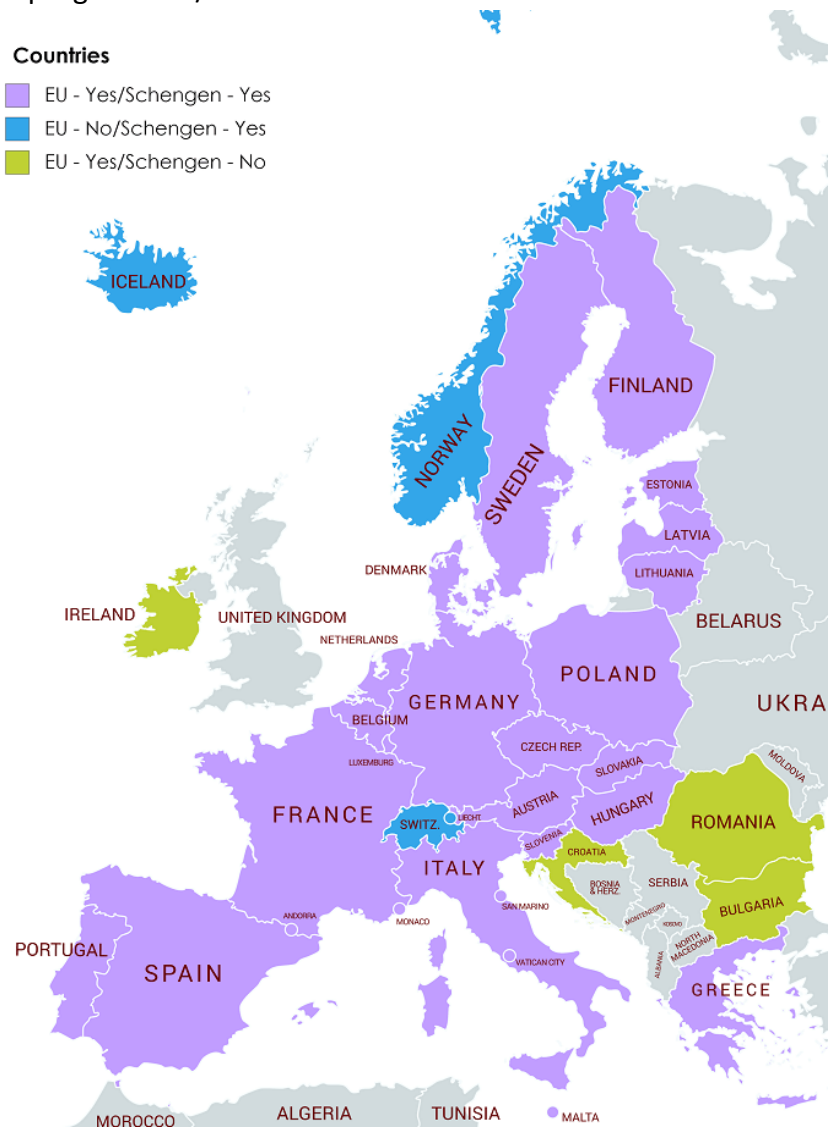 Countries
EU - Yes/Schengen - Yes
EU - No/Schengen - Yes
EU - Yes/Schengen - No
ICELAND
FINLAND
NORWAY
SWEDEN
ESTONIA
LATVIA
DENMARK
LITHUANIA
IRELAND
UNITED KINGDOM
BELARUS
NETHERLANDS
POLAND
GERMANY
UKRA
BELGIUM
CZECH REP.
LUXEMBURG
SLOVAKIA
MOLDOVA
AUSTRIA
HUNGARY
FRANCE
SWITZ.
LIECHT.
ROMANIA
SLOVENIA
CROATIA
ITALY
BOSNIA
& HERZ.
SERBIA
SAN MARINO
BULGARIA
ANDORRA
MONACO
MONTENEGRO
KOSOVO
PORTUGAL
NORTH
MACEDONIA
VATICAN CITY
ALBANIA
SPAIN
GREECE
MOROCCO
ALGERIA
TUNISIA
MALTA